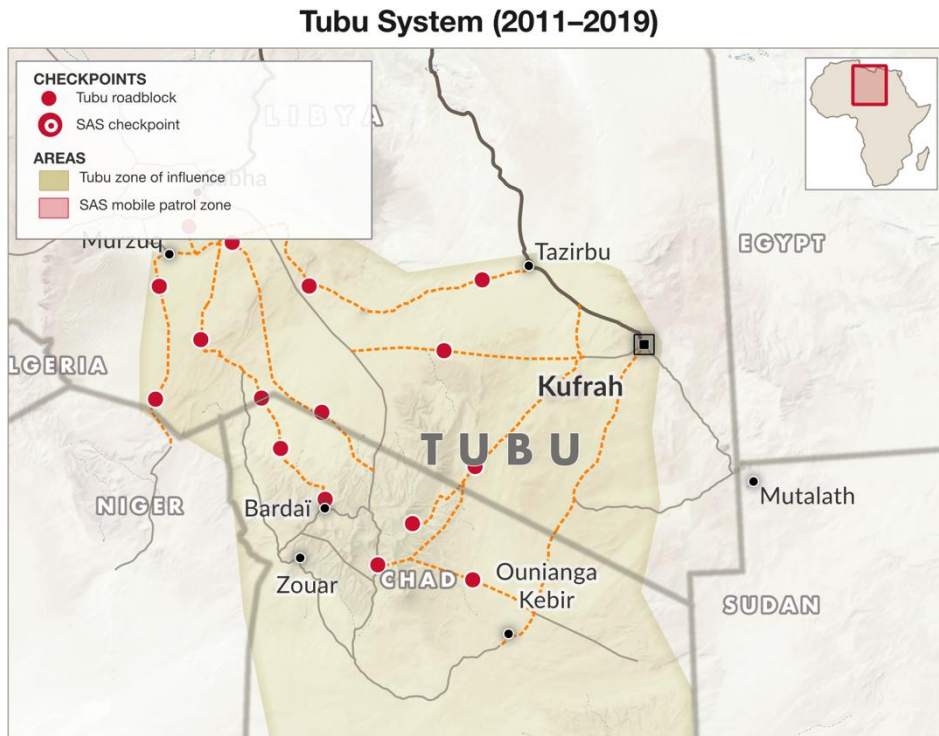 Tubu System (2011–2019)
CHECKPOINTS
Tubu roadblock
SAS checkpoint
AREAS
Tubu zone of influence
SAS mobile patrol zone
LIBYA
Sabha
Murzuq
Tazirbu
EGYPT
LGERIA
Kufrah
TUBU
Mutalath
NIGER
Bardaï
Zouar
CHAD
Ounianga
Kebir
SUDAN